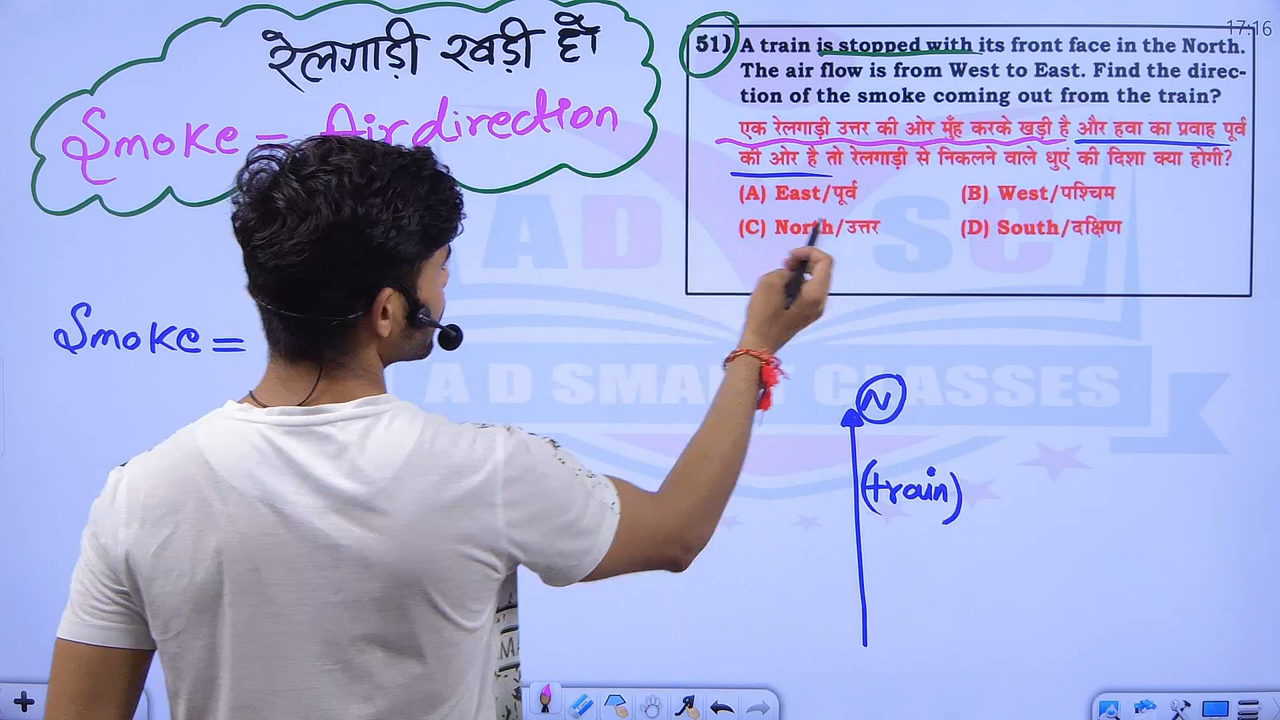 रेलगाड़ी खड़ी हो
Smoke = Air direction
17:16
51) A train is stopped with its front face in the North.
The air flow is from West to East. Find the direc-
tion of the smoke coming out from the train?
एक रेलगाड़ी उत्तर की ओर मुँह करके खड़ी है और हवा का प्रवाह पूर्व
की ओर है तो रेलगाड़ी से निकलने वाले धुएं की दिशा क्या होगी?
(A) East/पूर्व (B) West/पश्चिम
(C) North/उत्तर (D) South/दक्षिण
AD SC
Smoke =
A D SMART CLASSES
N
(train)